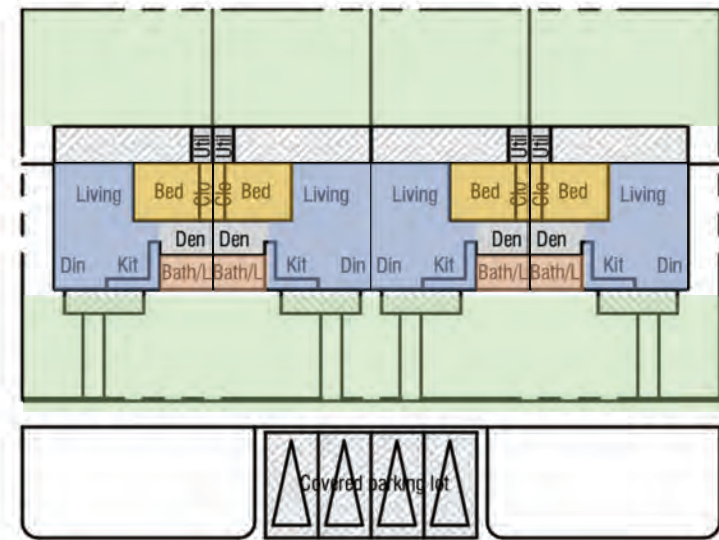 Util Util Util Util
Living Bed Clo Clo Bed Living Living Bed Clo Clo Bed Living
Den Den Den Den
Din Kit Bath/L Bath/L Kit Din Din Kit Bath/L Bath/L Kit Din
Covered parking lot